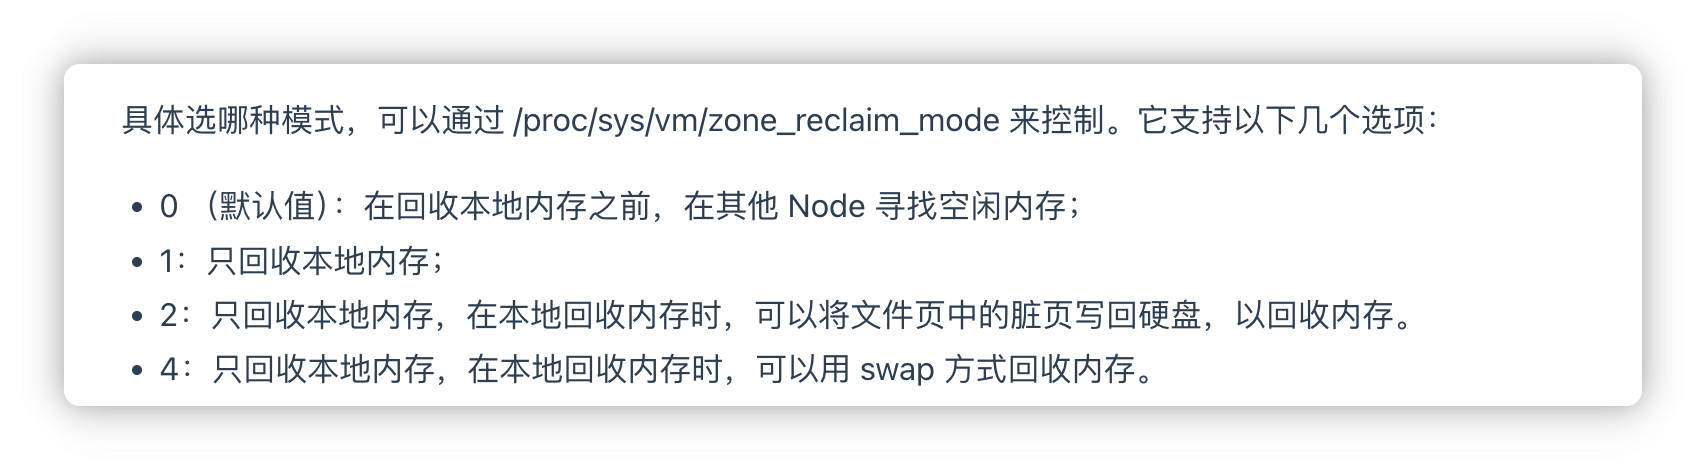 具体选哪种模式，可以通过 /proc/sys/vm/zone_reclaim_mode 来控制。它支持以下几个选项：
• 0 （默认值）：在回收本地内存之前，在其他 Node 寻找空闲内存；
• 1：只回收本地内存；
• 2：只回收本地内存，在本地回收内存时，可以将文件页中的脏页写回硬盘，以回收内存。
• 4：只回收本地内存，在本地回收内存时，可以用 swap 方式回收内存。